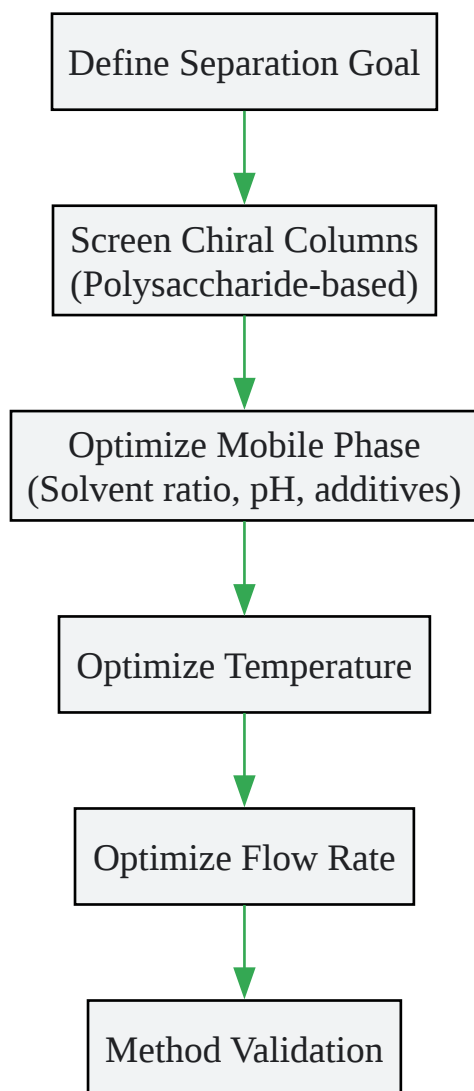 Define Separation Goal
Screen Chiral Columns
(Polysaccharide-based)
Optimize Mobile Phase
(Solvent ratio, pH, additives)
Optimize Temperature
Optimize Flow Rate
Method Validation